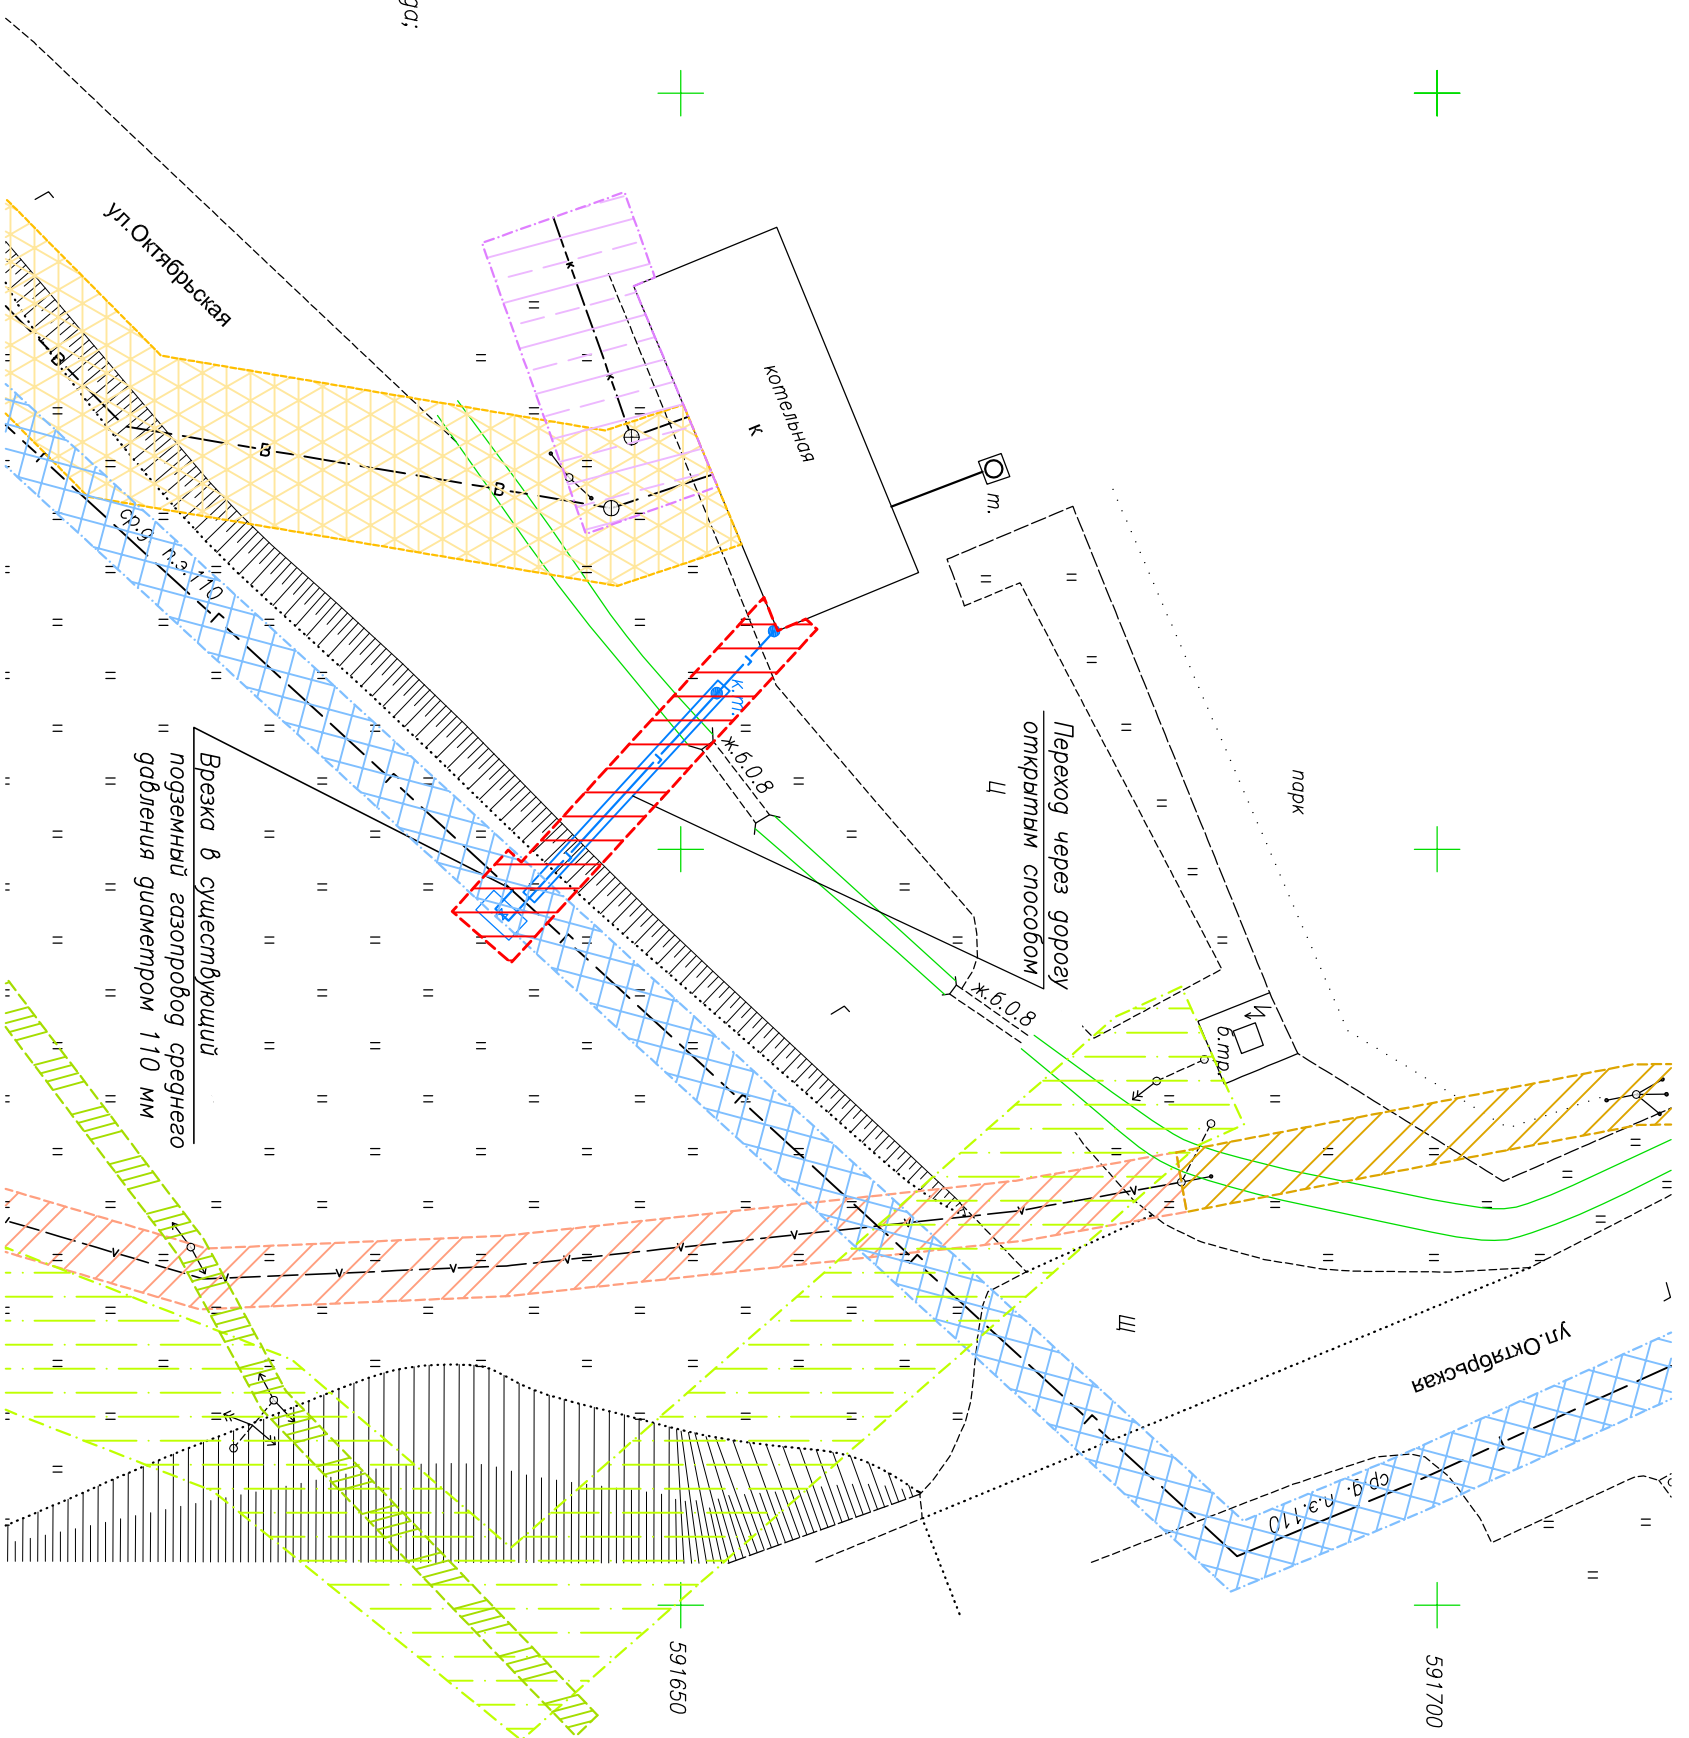 да;
Г
ул.Октябрьская
В
к
к
котельная
К
т.
В
В
Г
ср.д п.э.110
Г
к.т.
ж.б.0.8
Переход через дорогу
открытым способом
Ц
парк
Врезка в существующий
подземный газопровод среднего
давления диаметром 110 мм
Г
Г
Г
ж.б.0.8
Г
б.тр.
Г
Г
Щ
ул.Октябрьская
Г
ср.д. п.э.110
591650
591700